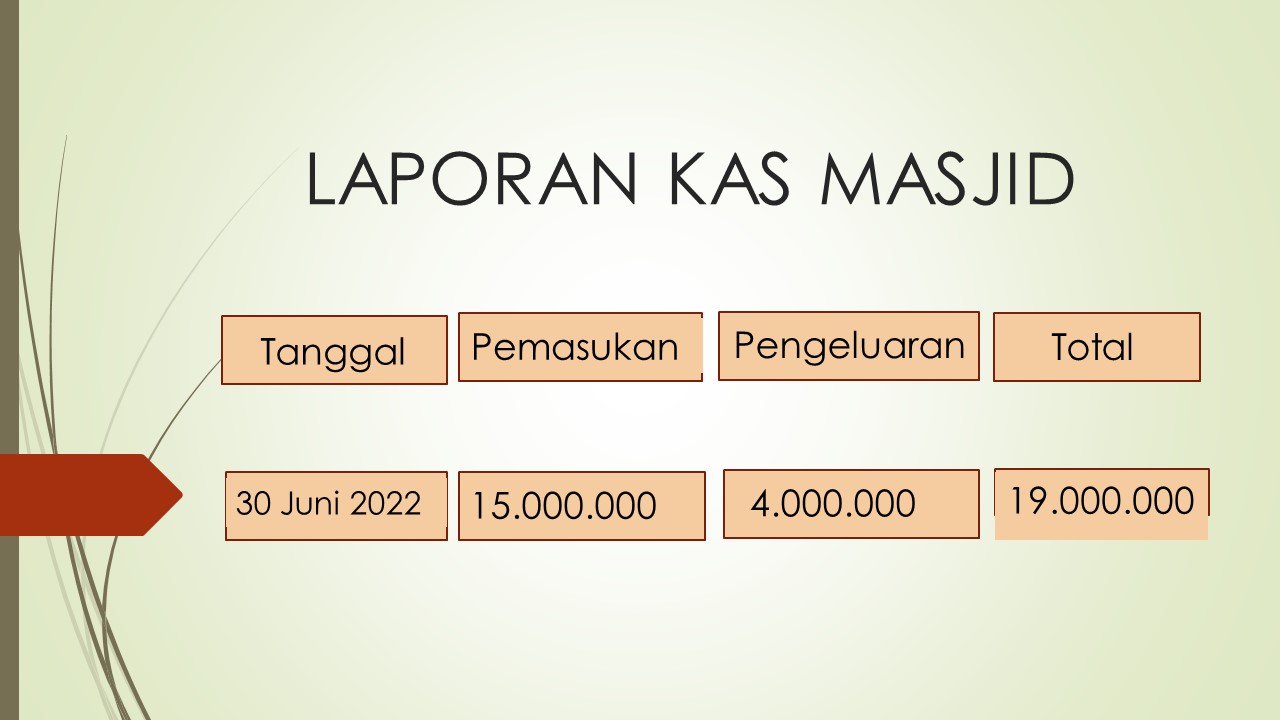 LAPORAN KAS MASJID
Tanggal Pemasukan Pengeluaran Total
30 Juni 2022 15.000.000 4.000.000 19.000.000